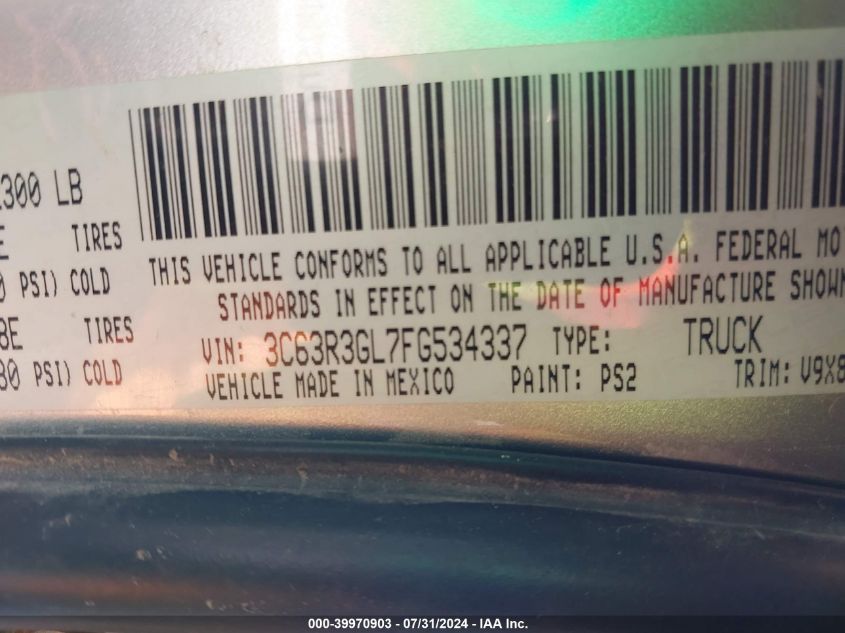 300 LB
TIRES
PSI) COLD
TIRES
80 PSI) COLD
THIS VEHICLE CONFORMS TO ALL APPLICABLE U.S.A. FEDERAL MO
STANDARDS IN EFFECT ON THE DATE OF MANUFACTURE SHOWN
VIN: 3C63R3GL7FG534337 TYPE: TRUCK
VEHICLE MADE IN MEXICO PAINT: PS2 TRIM: V9X8
000-39970903 - 07/31/2024 - IAA Inc.